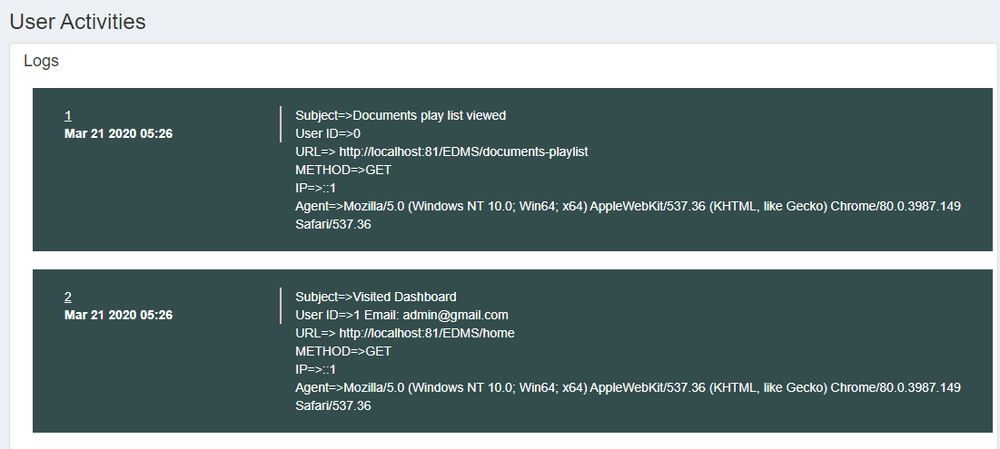 User Activities
Logs
1
Mar 21 2020 05:26
Subject=>Documents play list viewed
User ID=>0
URL=> http://localhost:81/EDMS/documents-playlist
METHOD=>GET
IP=>::1
Agent=>Mozilla/5.0 (Windows NT 10.0; Win64; x64) AppleWebKit/537.36 (KHTML, like Gecko) Chrome/80.0.3987.149
Safari/537.36
2
Mar 21 2020 05:26
Subject=>Visited Dashboard
User ID=>1 Email: admin@gmail.com
URL=> http://localhost:81/EDMS/home
METHOD=>GET
IP=>::1
Agent=>Mozilla/5.0 (Windows NT 10.0; Win64; x64) AppleWebKit/537.36 (KHTML, like Gecko) Chrome/80.0.3987.149
Safari/537.36